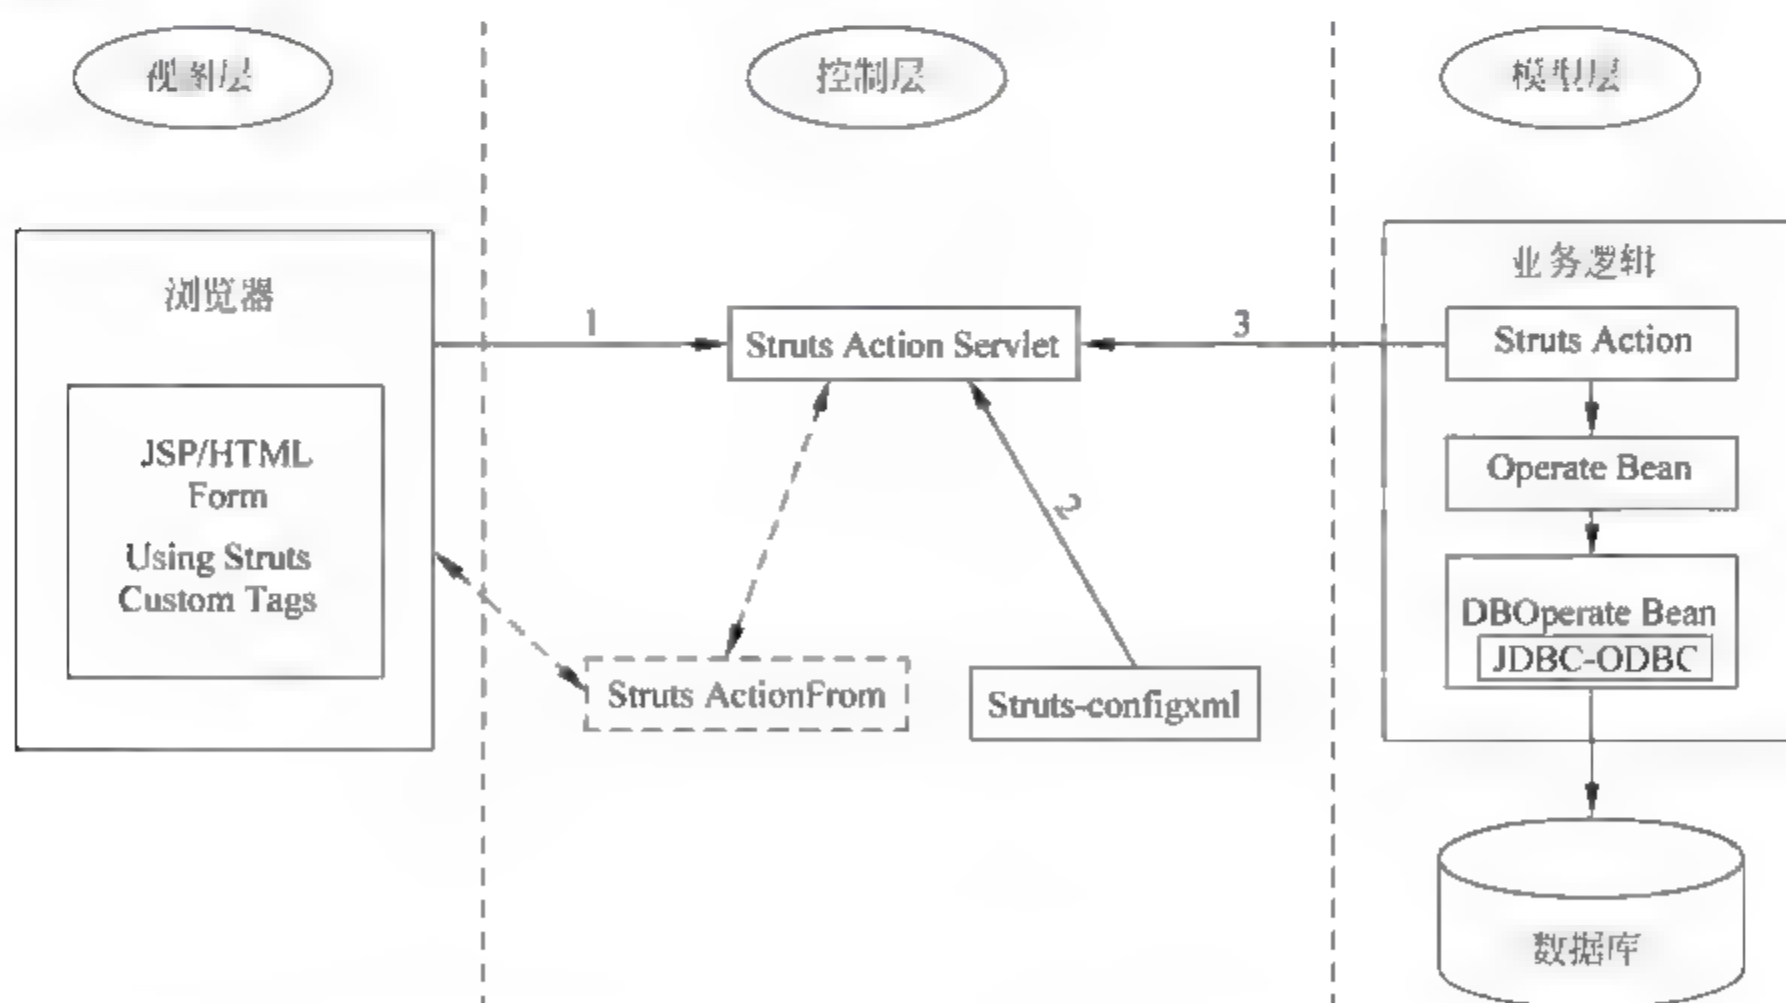 视图层
控制层
模型层
浏览器
JSP/HTML
Form
Using Struts
Custom Tags
1
Struts Action Servlet
3
2
Struts ActionFrom
Struts-configxml
业务逻辑
Struts Action
Operate Bean
DBOperate Bean
JDBC-ODBC
数据库